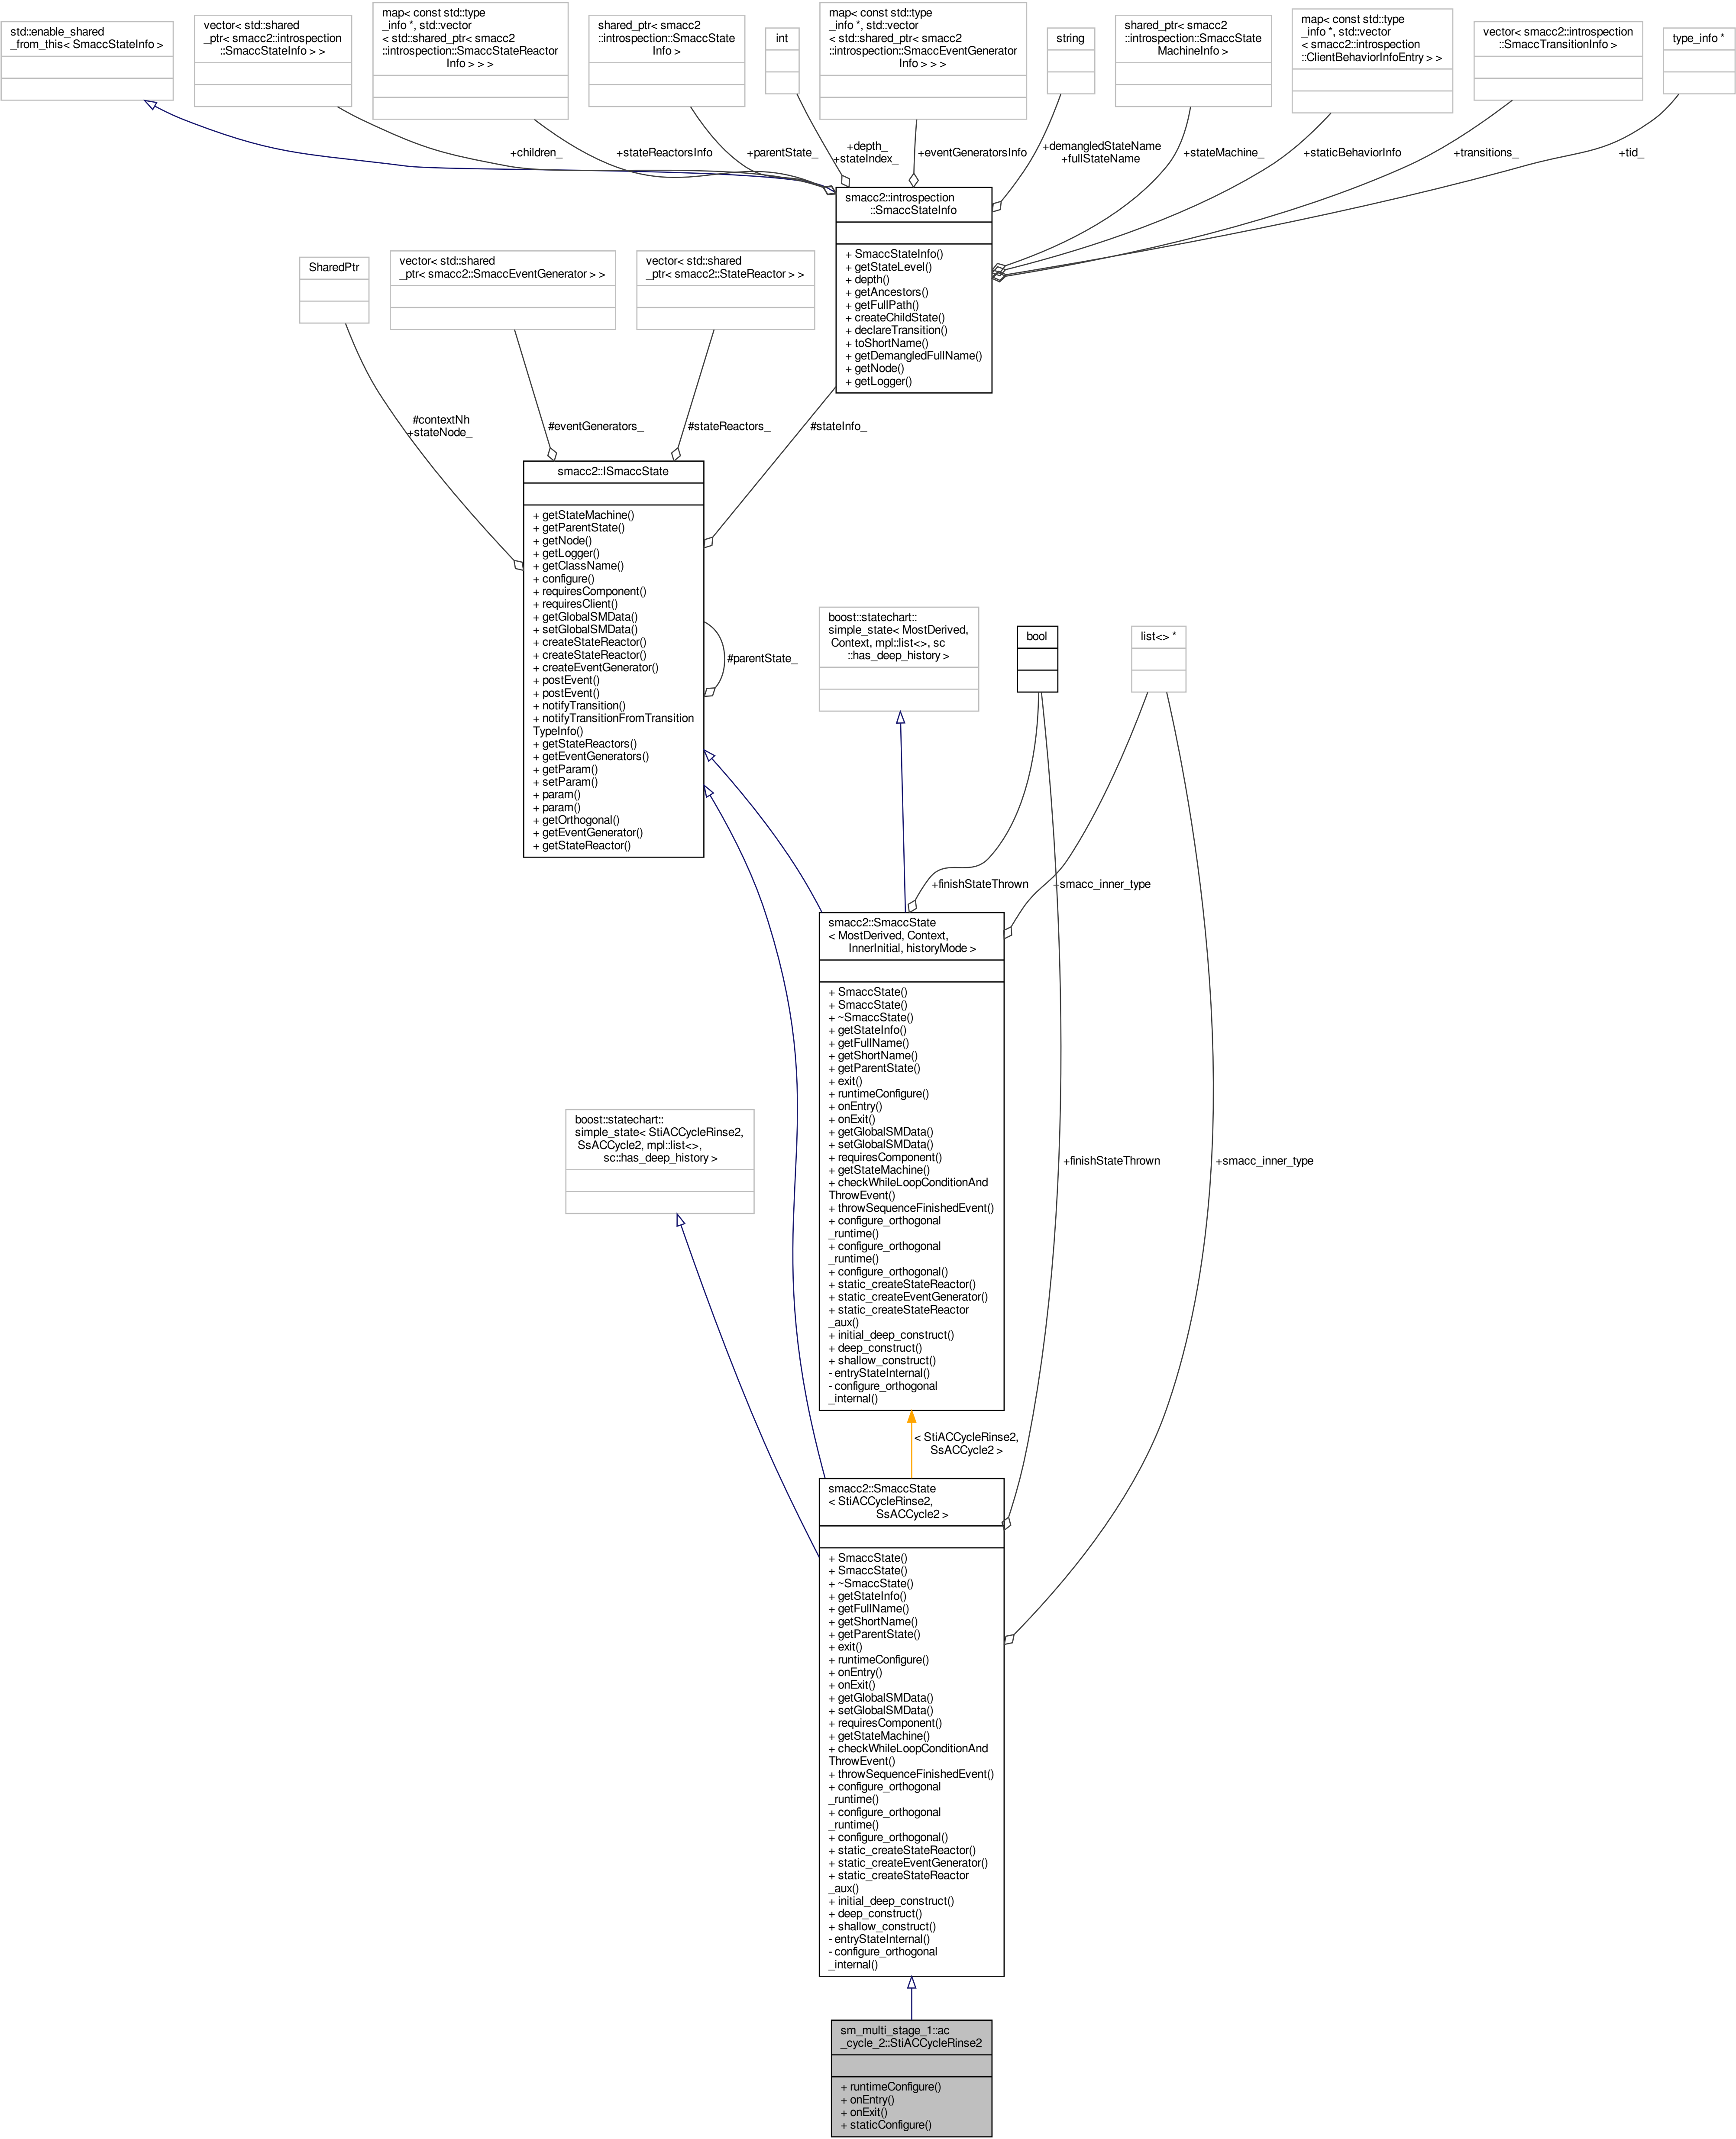 std::enable_shared
_from_this< SmaccStateInfo >
vector< std::shared
_ptr< smacc2::introspection
::SmaccStateInfo > >
map< const std::type
_info *, std::vector
< std::shared_ptr< smacc2
::introspection::SmaccStateReactor
Info > > >
shared_ptr< smacc2
::introspection::SmaccState
Info >
int
map< const std::type
_info *, std::vector
< std::shared_ptr< smacc2
::introspection::SmaccEventGenerator
Info > > >
string
shared_ptr< smacc2
::introspection::SmaccState
MachineInfo >
map< const std::type
_info *, std::vector
< smacc2::introspection
::ClientBehaviorInfoEntry > >
vector< smacc2::introspection
::SmaccTransitionInfo >
type_info *
+children_
+stateReactorsInfo
+parentState_
+depth_
+stateIndex_
+eventGeneratorsInfo
+demangledStateName
+fullStateName
+stateMachine_
+staticBehaviorInfo
+transitions_
+tid_
smacc2::introspection
::SmaccStateInfo
+ SmaccStateInfo()
+ getStateLevel()
+ depth()
+ getAncestors()
+ getFullPath()
+ createChildState()
+ declareTransition()
+ toShortName()
+ getDemangledFullName()
+ getNode()
+ getLogger()
SharedPtr
vector< std::shared
_ptr< smacc2::SmaccEventGenerator > >
vector< std::shared
_ptr< smacc2::StateReactor > >
#contextNh
+stateNode_
#eventGenerators_
#stateReactors_
#stateInfo_
smacc2::ISmaccState
+ getStateMachine()
+ getParentState()
+ getNode()
+ getLogger()
+ getClassName()
+ configure()
+ requiresComponent()
+ requiresClient()
+ getGlobalSMData()
+ setGlobalSMData()
+ createStateReactor()
+ createStateReactor()
+ createEventGenerator()
+ postEvent()
+ postEvent()
+ notifyTransition()
+ notifyTransitionFromTransition
TypeInfo()
+ getStateReactors()
+ getEventGenerators()
+ getParam()
+ setParam()
+ param()
+ param()
+ getOrthogonal()
+ getEventGenerator()
+ getStateReactor()
#parentState_
boost::statechart::
simple_state< MostDerived,
Context, mpl::list<>, sc
::has_deep_history >
bool
list<> *
+finishStateThrown
+smacc_inner_type
smacc2::SmaccState
< MostDerived, Context,
InnerInitial, historyMode >
+ SmaccState()
+ SmaccState()
+ ~SmaccState()
+ getStateInfo()
+ getFullName()
+ getShortName()
+ getParentState()
+ exit()
+ runtimeConfigure()
+ onEntry()
+ onExit()
+ getGlobalSMData()
+ setGlobalSMData()
+ requiresComponent()
+ getStateMachine()
+ checkWhileLoopConditionAnd
ThrowEvent()
+ throwSequenceFinishedEvent()
+ configure_orthogonal
_runtime()
+ configure_orthogonal
_runtime()
+ configure_orthogonal()
+ static_createStateReactor()
+ static_createEventGenerator()
+ static_createStateReactor
_aux()
+ initial_deep_construct()
+ deep_construct()
+ shallow_construct()
- entryStateInternal()
- configure_orthogonal
_internal()
boost::statechart::
simple_state< StiACCycleRinse2,
SsACCycle2, mpl::list<>,
sc::has_deep_history >
+finishStateThrown
+smacc_inner_type
< StiACCycleRinse2,
SsACCycle2 >
smacc2::SmaccState
< StiACCycleRinse2,
SsACCycle2 >
+ SmaccState()
+ SmaccState()
+ ~SmaccState()
+ getStateInfo()
+ getFullName()
+ getShortName()
+ getParentState()
+ exit()
+ runtimeConfigure()
+ onEntry()
+ onExit()
+ getGlobalSMData()
+ setGlobalSMData()
+ requiresComponent()
+ getStateMachine()
+ checkWhileLoopConditionAnd
ThrowEvent()
+ throwSequenceFinishedEvent()
+ configure_orthogonal
_runtime()
+ configure_orthogonal
_runtime()
+ configure_orthogonal()
+ static_createStateReactor()
+ static_createEventGenerator()
+ static_createStateReactor
_aux()
+ initial_deep_construct()
+ deep_construct()
+ shallow_construct()
- entryStateInternal()
- configure_orthogonal
_internal()
sm_multi_stage_1::ac
_cycle_2::StiACCycleRinse2
+ runtimeConfigure()
+ onEntry()
+ onExit()
+ staticConfigure()